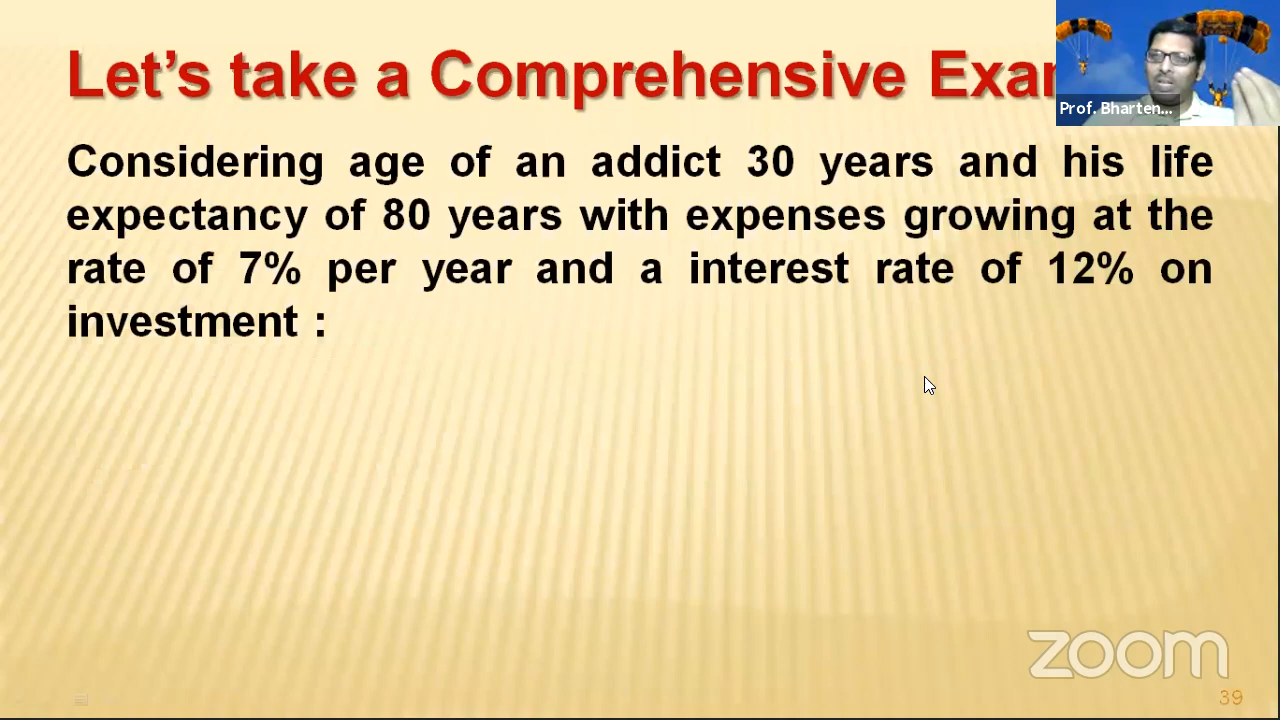 Let's take a Comprehensive Exa
Prof. Bharten...
Considering age of an addict 30 years and his life
expectancy of 80 years with expenses growing at the
rate of 7% per year and a interest rate of 12% on
investment :
zoom
39